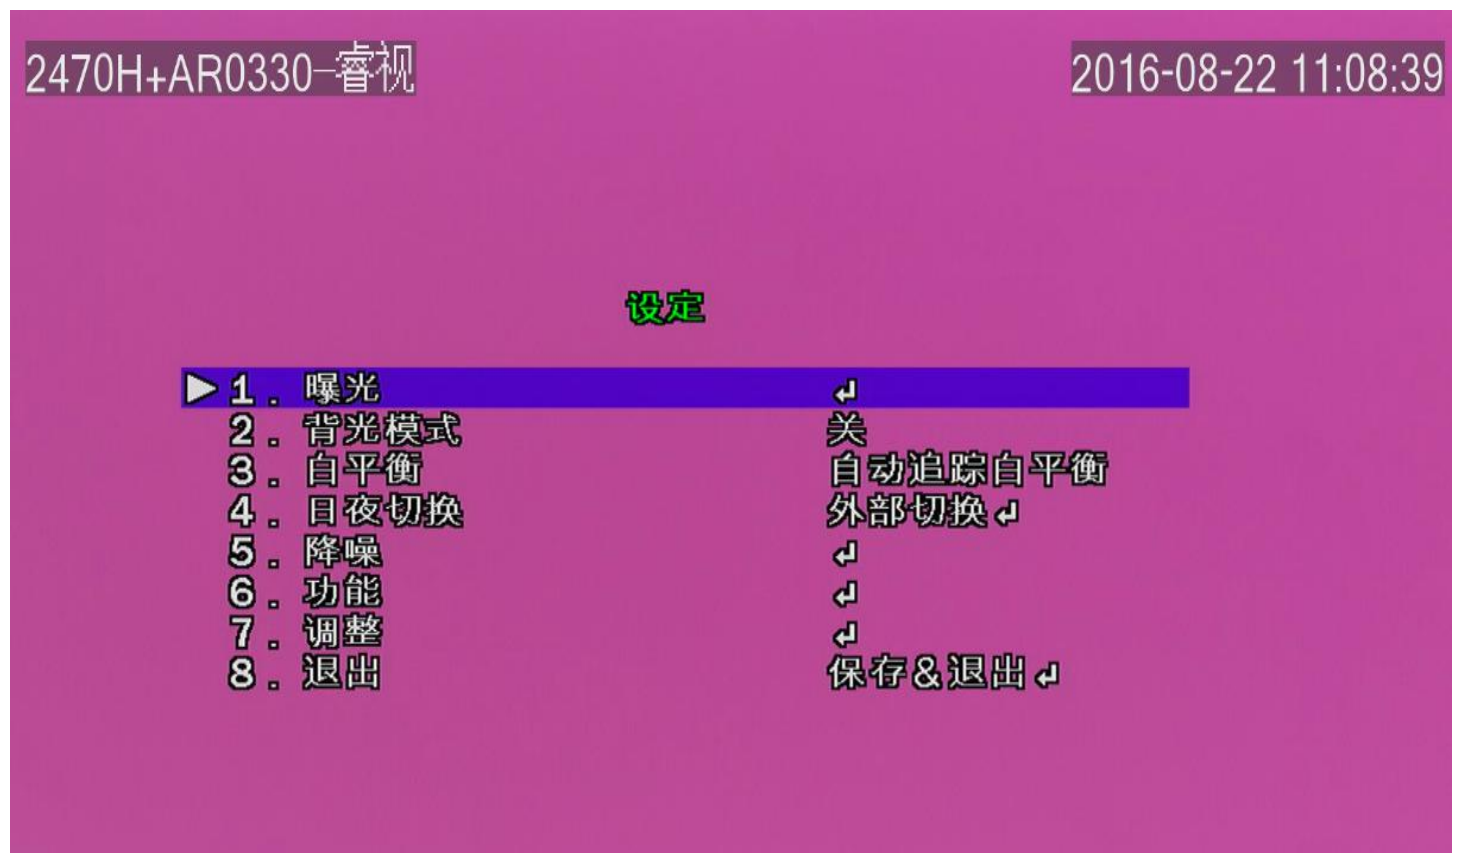 2470H+AR0330-睿视
2016-08-22 11:08:39
设定
▶1. 曝光 ↲
2. 背光模式 关
3. 白平衡 自动追踪白平衡
4. 日夜切换 外部切换↲
5. 降噪 ↲
6. 功能 ↲
7. 调整 ↲
8. 退出 保存&退出↲